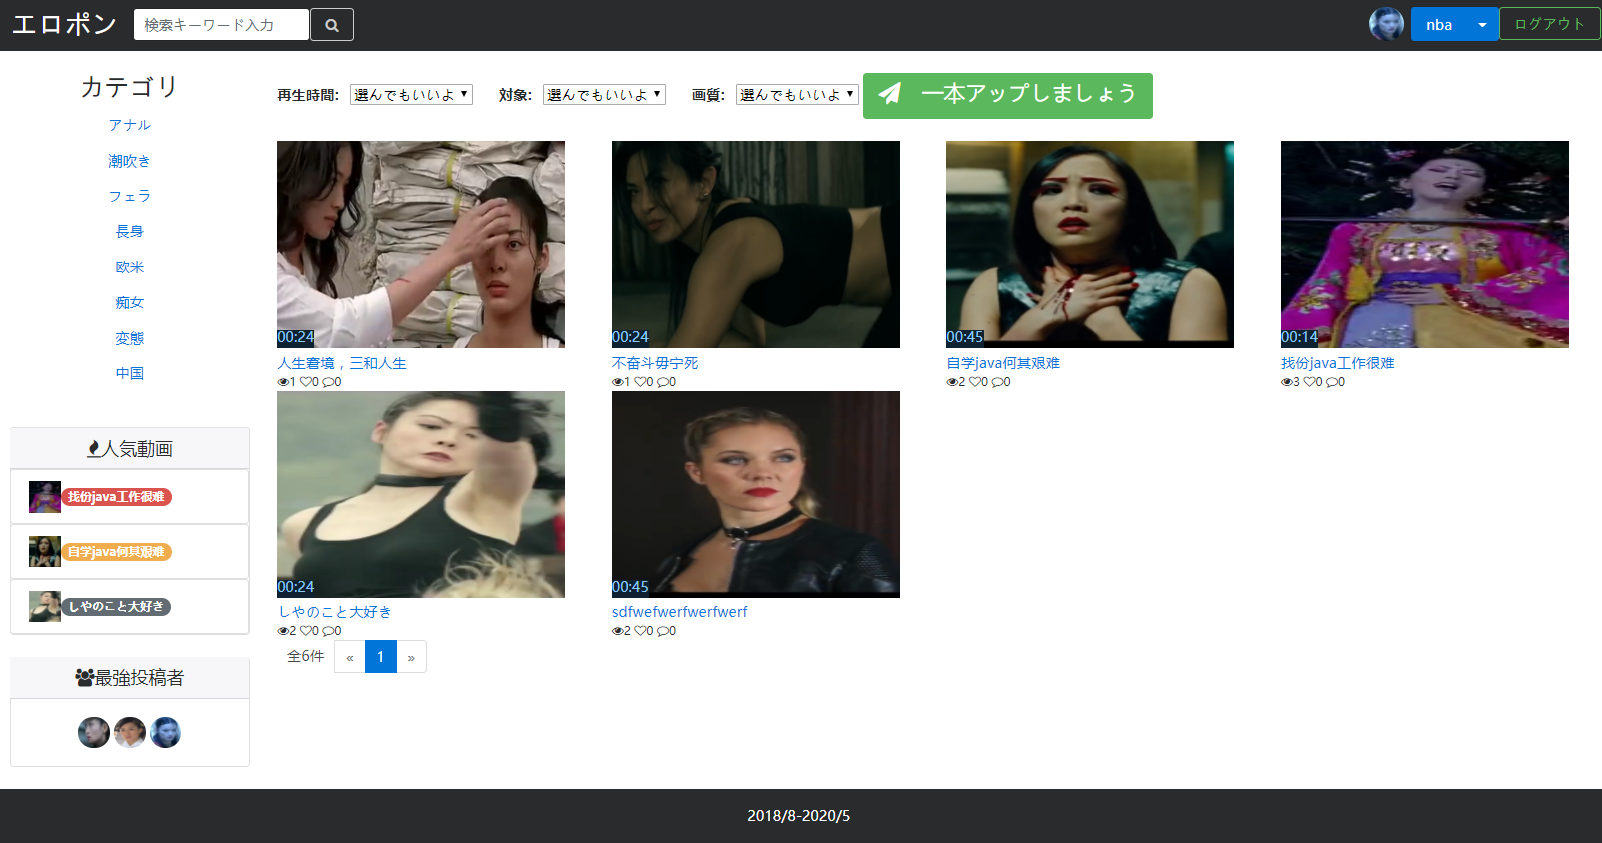 エロポン
検索キーワード入力
nba
ログアウト
カテゴリ
アナル
潮吹き
フェラ
長身
欧米
痴女
変態
中国
再生時間: 選んでもいいよ 対象: 選んでもいいよ 画質: 選んでもいいよ 一本アップしましょう
00:24 00:24 00:45 00:14
人生窘境，三和人生 不奋斗毋宁死 自学java何其艰难 找份java工作很难
1 0 0 1 0 0 2 0 0 3 0 0
00:24 00:45
しやのこと大好き sdfwefwerfwerfwerf
2 0 0 2 0 0
全6件 « 1 »
人気動画
找份java工作很难
自学java何其艰难
しやのこと大好き
最強投稿者
2018/8-2020/5